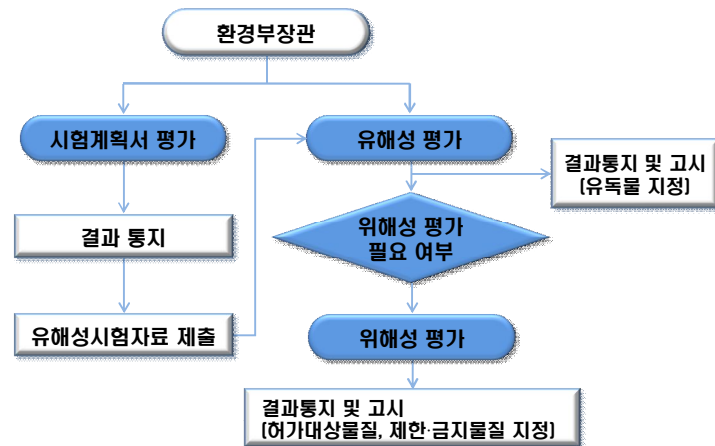 환경부장관
시험계획서 평가
유해성 평가
결과통지 및 고시
(유독물 지정)
결과 통지
위해성 평가
필요 여부
유해성시험자료 제출
위해성 평가
결과통지 및 고시
(허가대상물질, 제한·금지물질 지정)